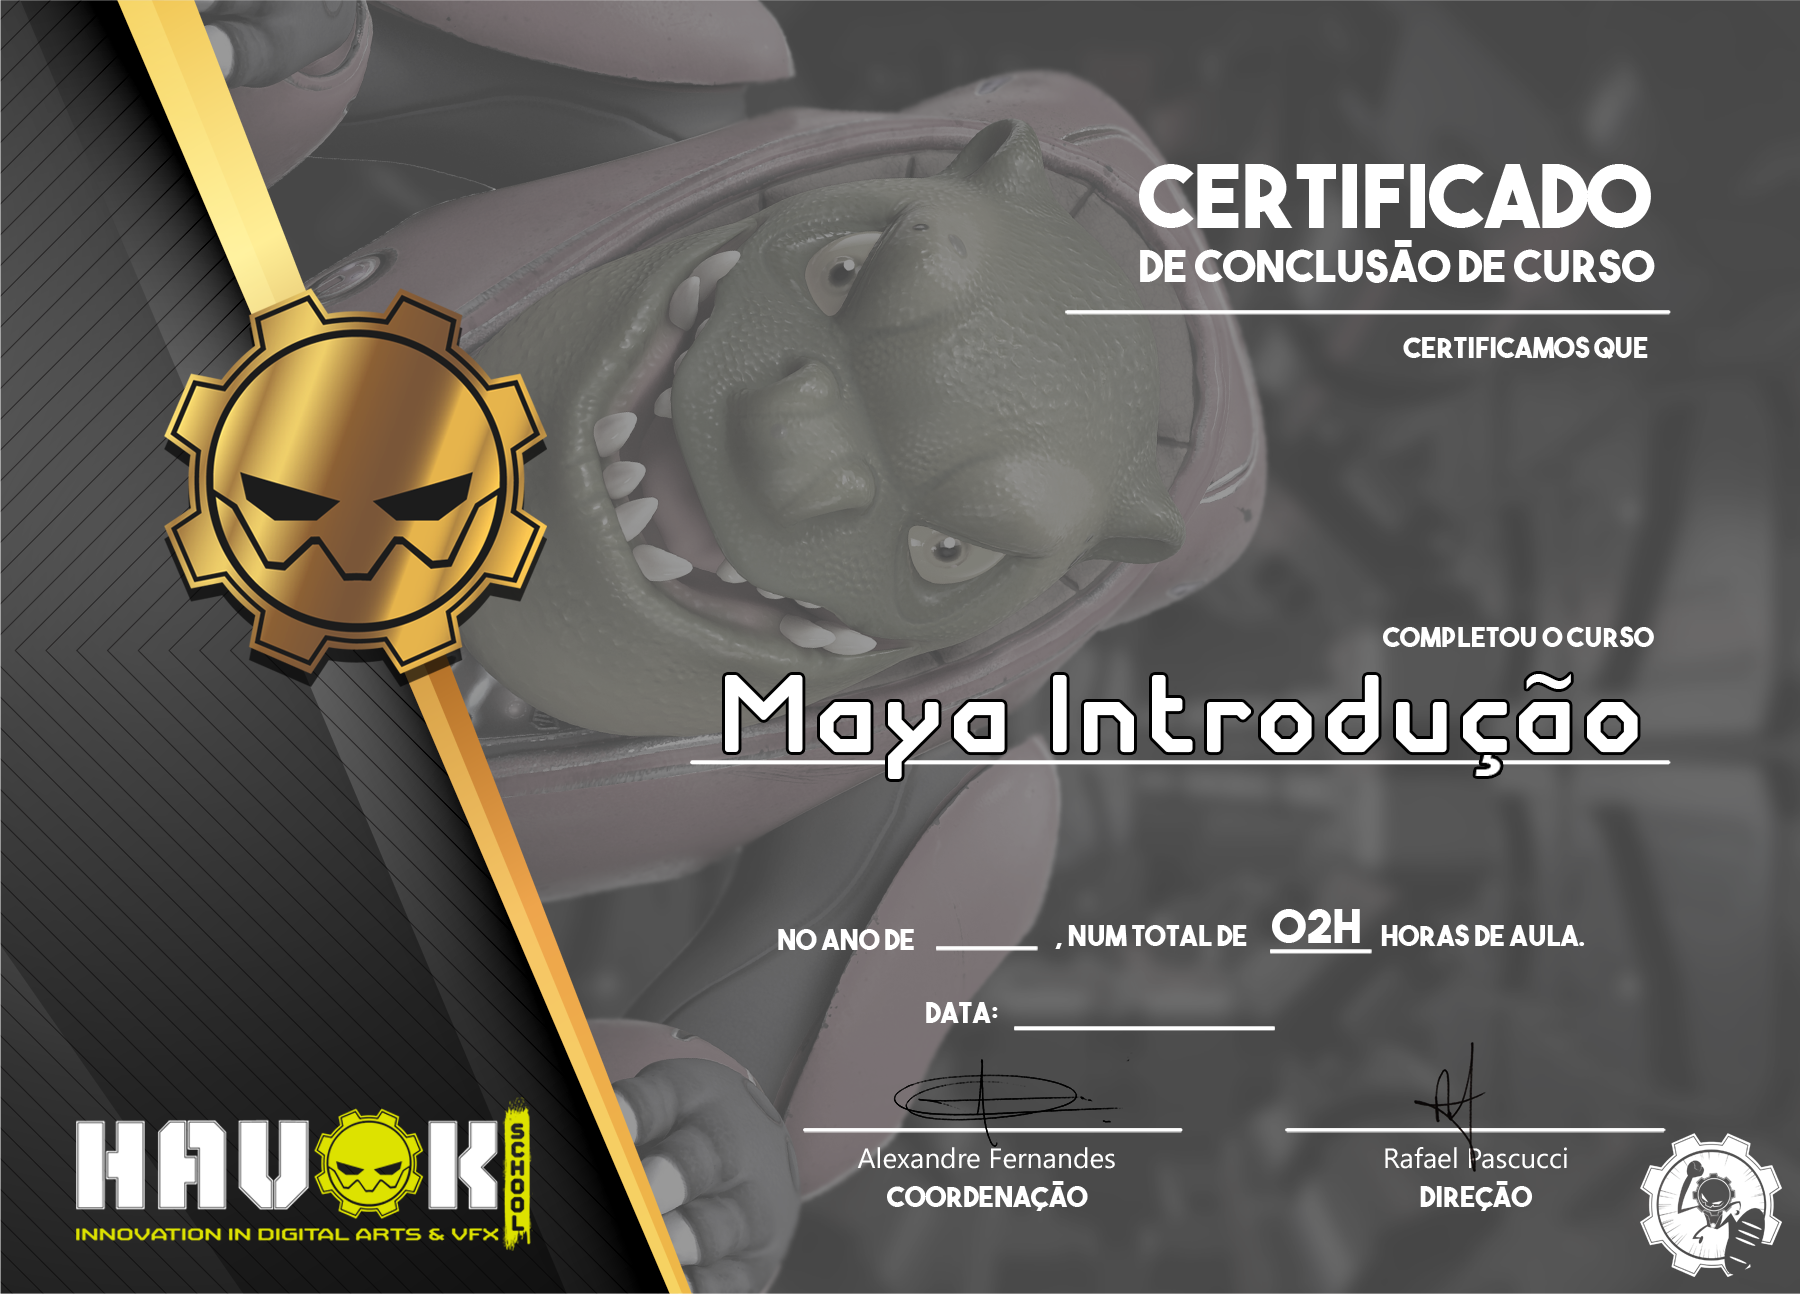 CERTIFICADO
DE CONCLUSÃO DE CURSO
CERTIFICAMOS QUE
COMPLETOU O CURSO
Maya Introdução
NO ANO DE , NUM TOTAL DE 02H HORAS DE AULA.
DATA:
Alexandre Fernandes
COORDENAÇÃO
Rafael Pascucci
DIREÇÃO
HAVOK SCHOOL
INNOVATION IN DIGITAL ARTS & VFX